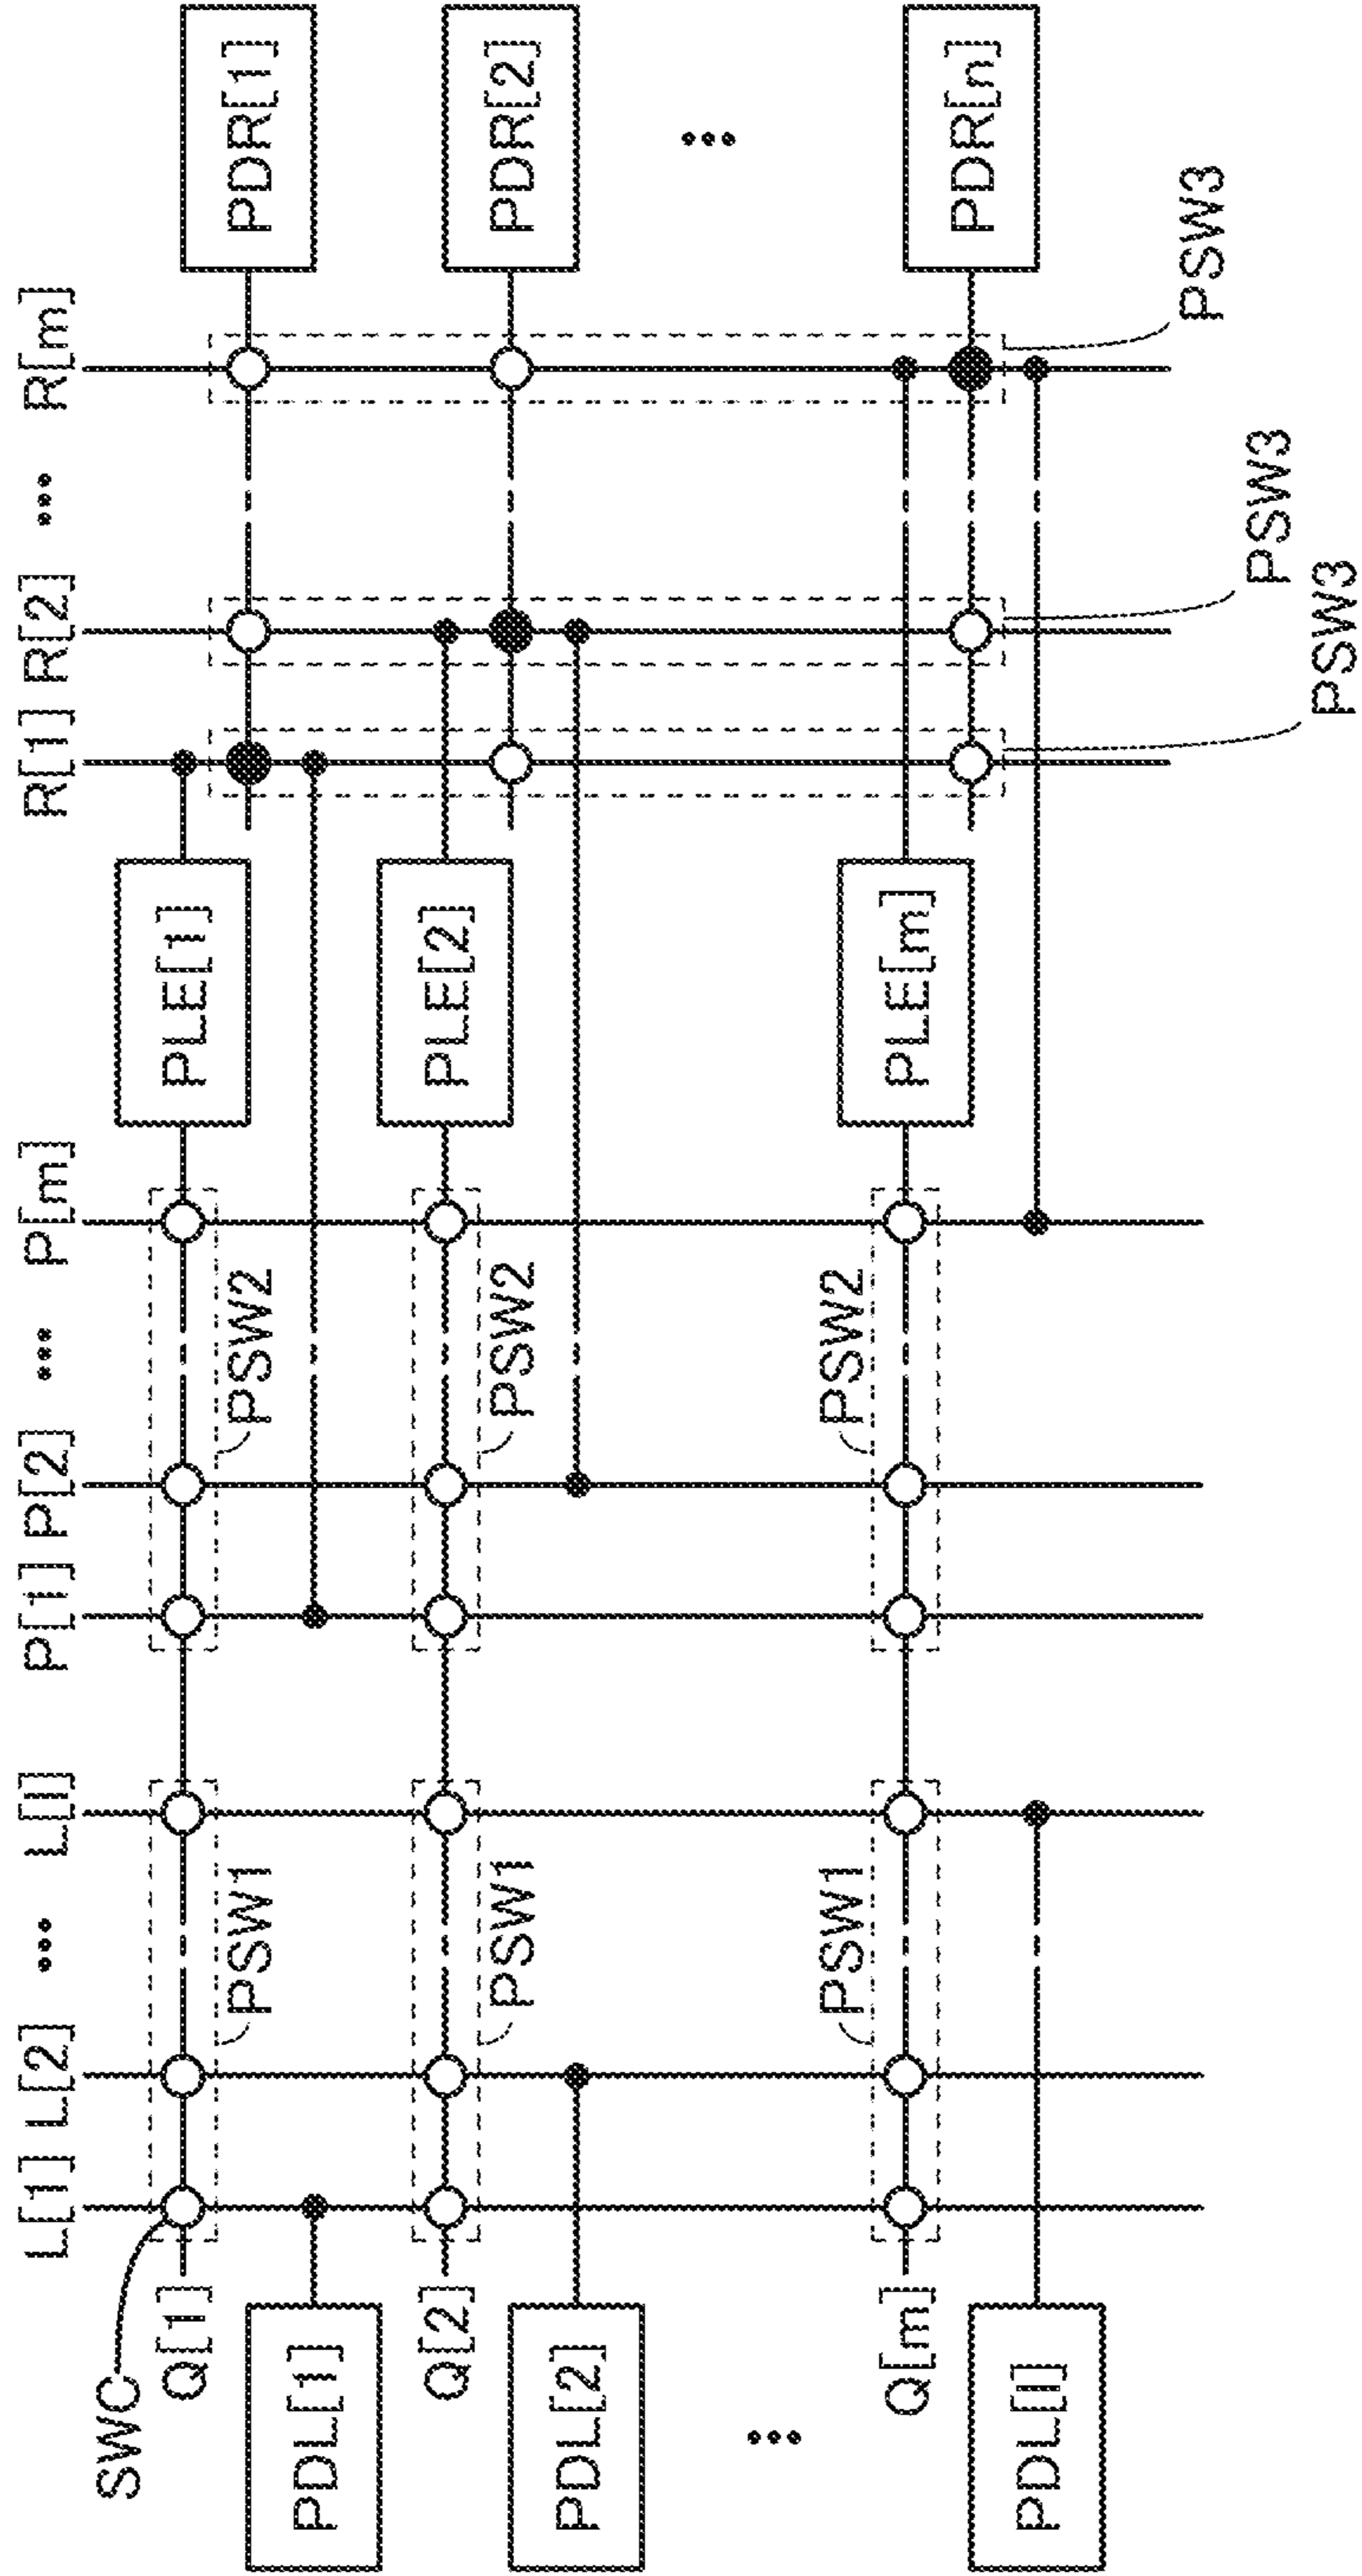 L[1] L[2] ... L[l] P[1] P[2] ... P[m] R[1] R[2] ... R[m]
SWC
Q[1]
PLE[1]
PDL[1]
PSW1
PSW2
PDR[1]
Q[2]
PLE[2]
PDL[2]
PSW1
PSW2
PDR[2]
...
...
PSW1
PSW2
Q[m]
PLE[m]
PDL[l]
PDR[n]
PSW3
PSW3
PSW3